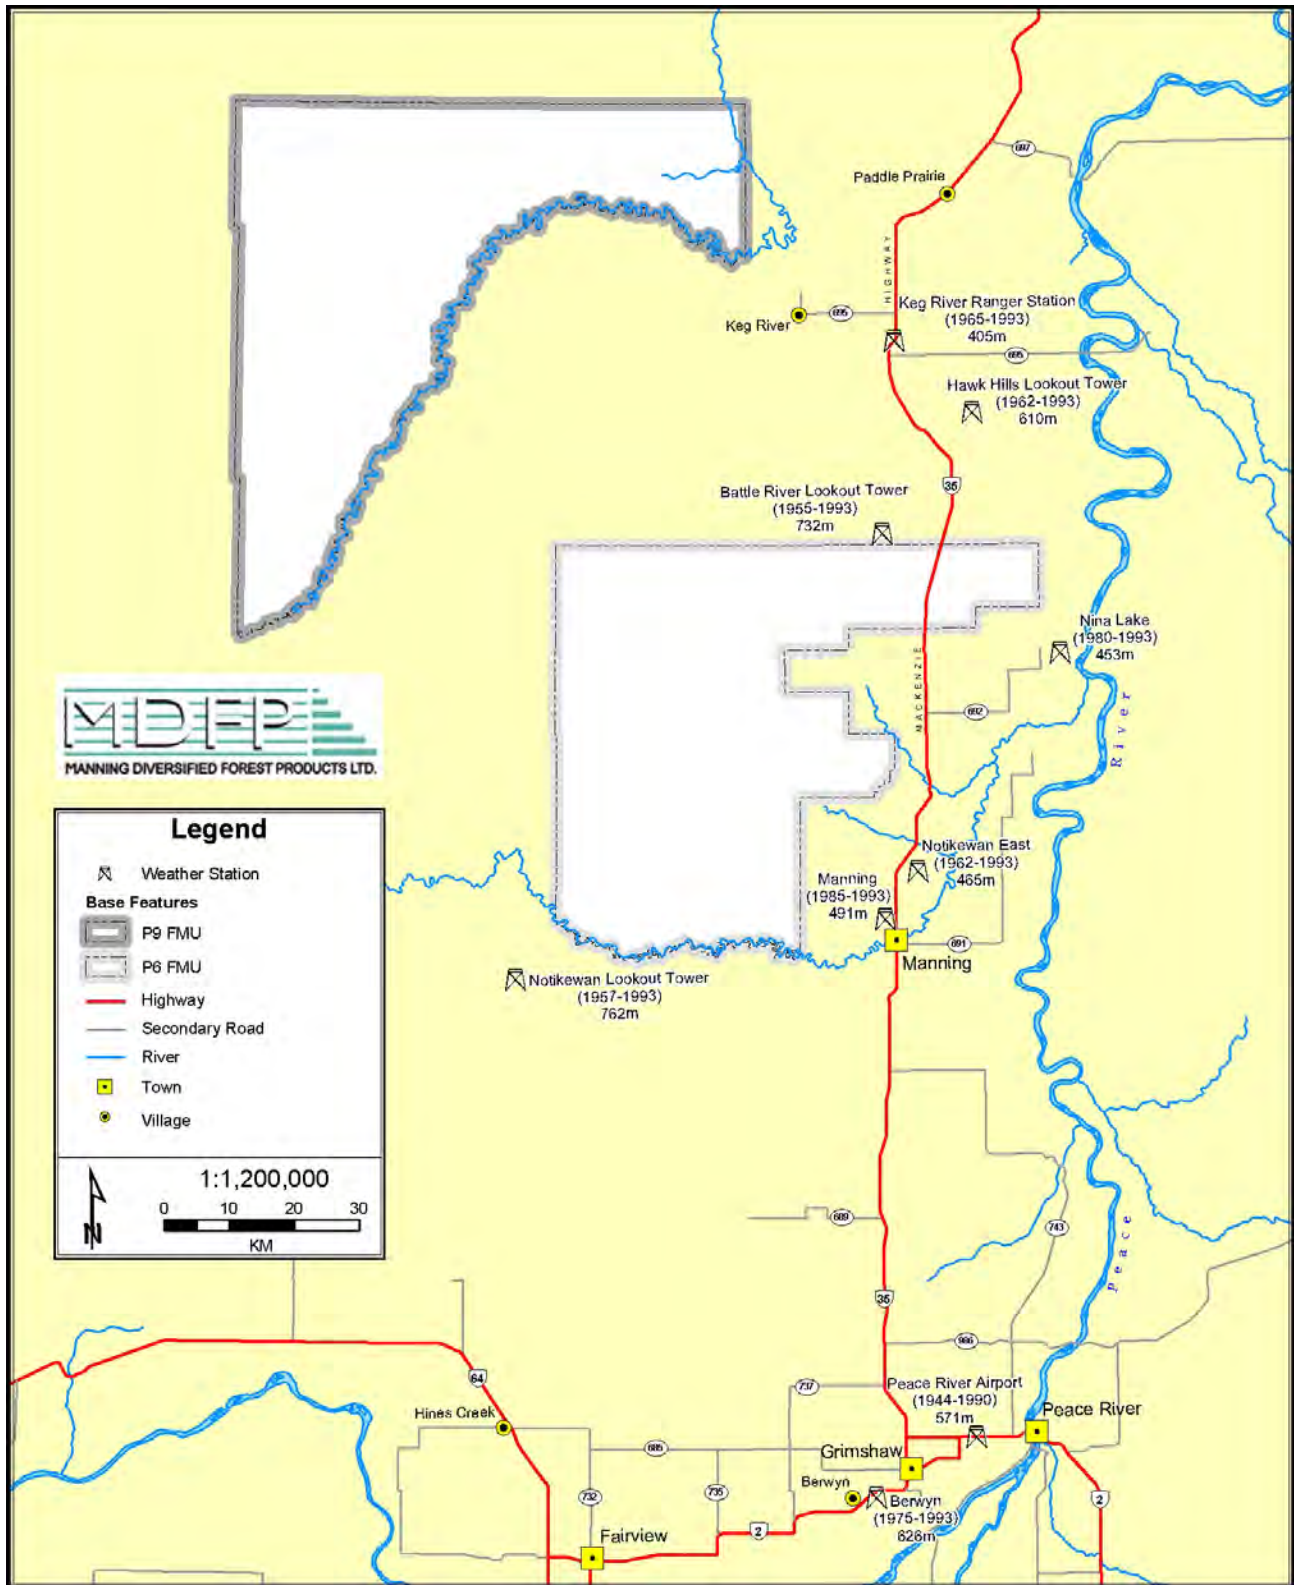 697
Paddle Prairie
HIGHWAY
Keg River Ranger Station
(1965-1993)
405m
Keg River
695
695
Hawk Hills Lookout Tower
(1962-1993)
610m
35
Battle River Lookout Tower
(1955-1993)
732m
Nina Lake
(1980-1993)
453m
MACKENZIE
692
River
MDFP
MANNING DIVERSIFIED FOREST PRODUCTS LTD.
Notikewan East
(1962-1993)
465m
Manning
(1985-1993)
491m
691
Manning
Notikewan Lookout Tower
(1957-1993)
762m
Legend
Weather Station
Base Features
P9 FMU
P6 FMU
Highway
Secondary Road
River
Town
Village
1:1,200,000
0 10 20 30
KM
N
689
743
Peace
35
986
64
737
Peace River Airport
(1944-1990)
571m
Hines Creek
Peace River
685
Grimshaw
Berwyn
732
735
Berwyn
(1975-1993)
626m
2
2
Fairview